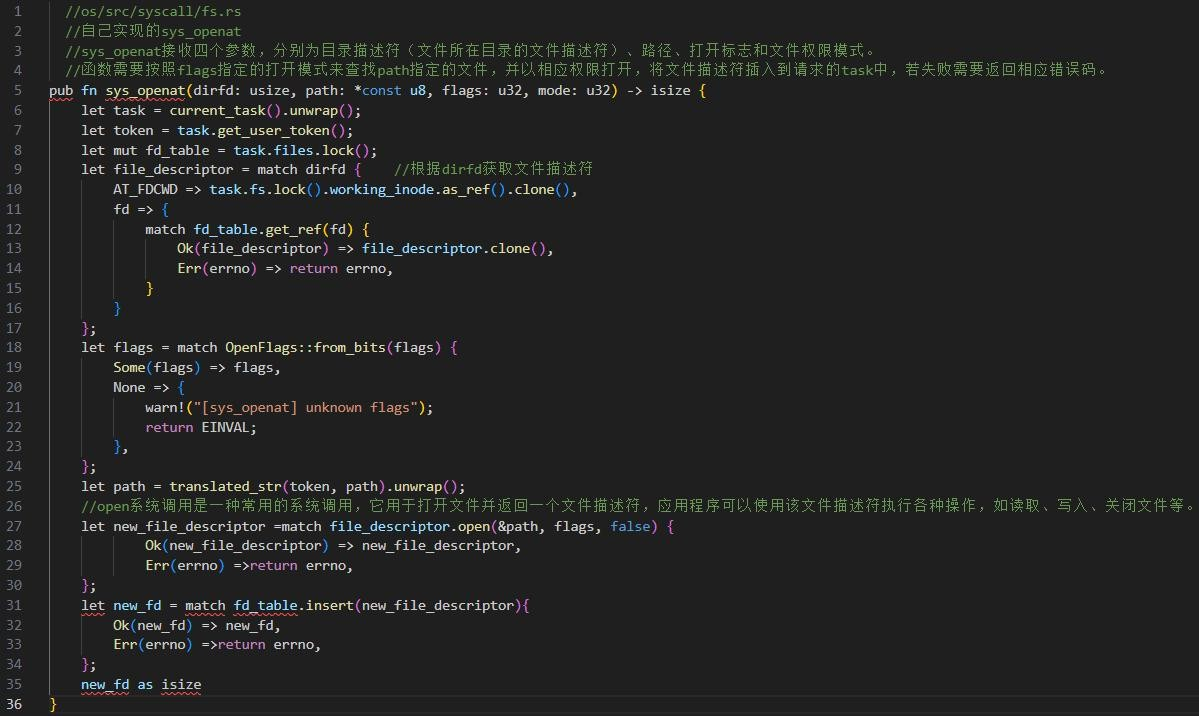 1 //os/src/syscall/fs.rs
2 //自己实现的sys_openat
3 //sys_openat接收四个参数，分别为目录描述符（文件所在目录的文件描述符）、路径、打开标志和文件权限模式。
4 //函数需要按照flags指定的打开模式来查找path指定的文件，并以相应权限打开，将文件描述符插入到请求的task中，若失败需要返回相应错误码。
5 pub fn sys_openat(dirfd: usize, path: *const u8, flags: u32, mode: u32) -> isize {
6     let task = current_task().unwrap();
7     let token = task.get_user_token();
8     let mut fd_table = task.files.lock();
9     let file_descriptor = match dirfd {    //根据dirfd获取文件描述符
10         AT_FDCWD => task.fs.lock().working_inode.as_ref().clone(),
11         fd => {
12             match fd_table.get_ref(fd) {
13                 Ok(file_descriptor) => file_descriptor.clone(),
14                 Err(errno) => return errno,
15             }
16         }
17     };
18     let flags = match OpenFlags::from_bits(flags) {
19         Some(flags) => flags,
20         None => {
21             warn!("[sys_openat] unknown flags");
22             return EINVAL;
23         },
24     };
25     let path = translated_str(token, path).unwrap();
26     //open系统调用是一种常用的系统调用，它用于打开文件并返回一个文件描述符，应用程序可以使用该文件描述符执行各种操作，如读取、写入、关闭文件等。
27     let new_file_descriptor =match file_descriptor.open(&path, flags, false) {
28             Ok(new_file_descriptor) => new_file_descriptor,
29             Err(errno) =>return errno,
30     };
31     let new_fd = match fd_table.insert(new_file_descriptor){
32         Ok(new_fd) => new_fd,
33         Err(errno) =>return errno,
34     };
35     new_fd as isize
36 }